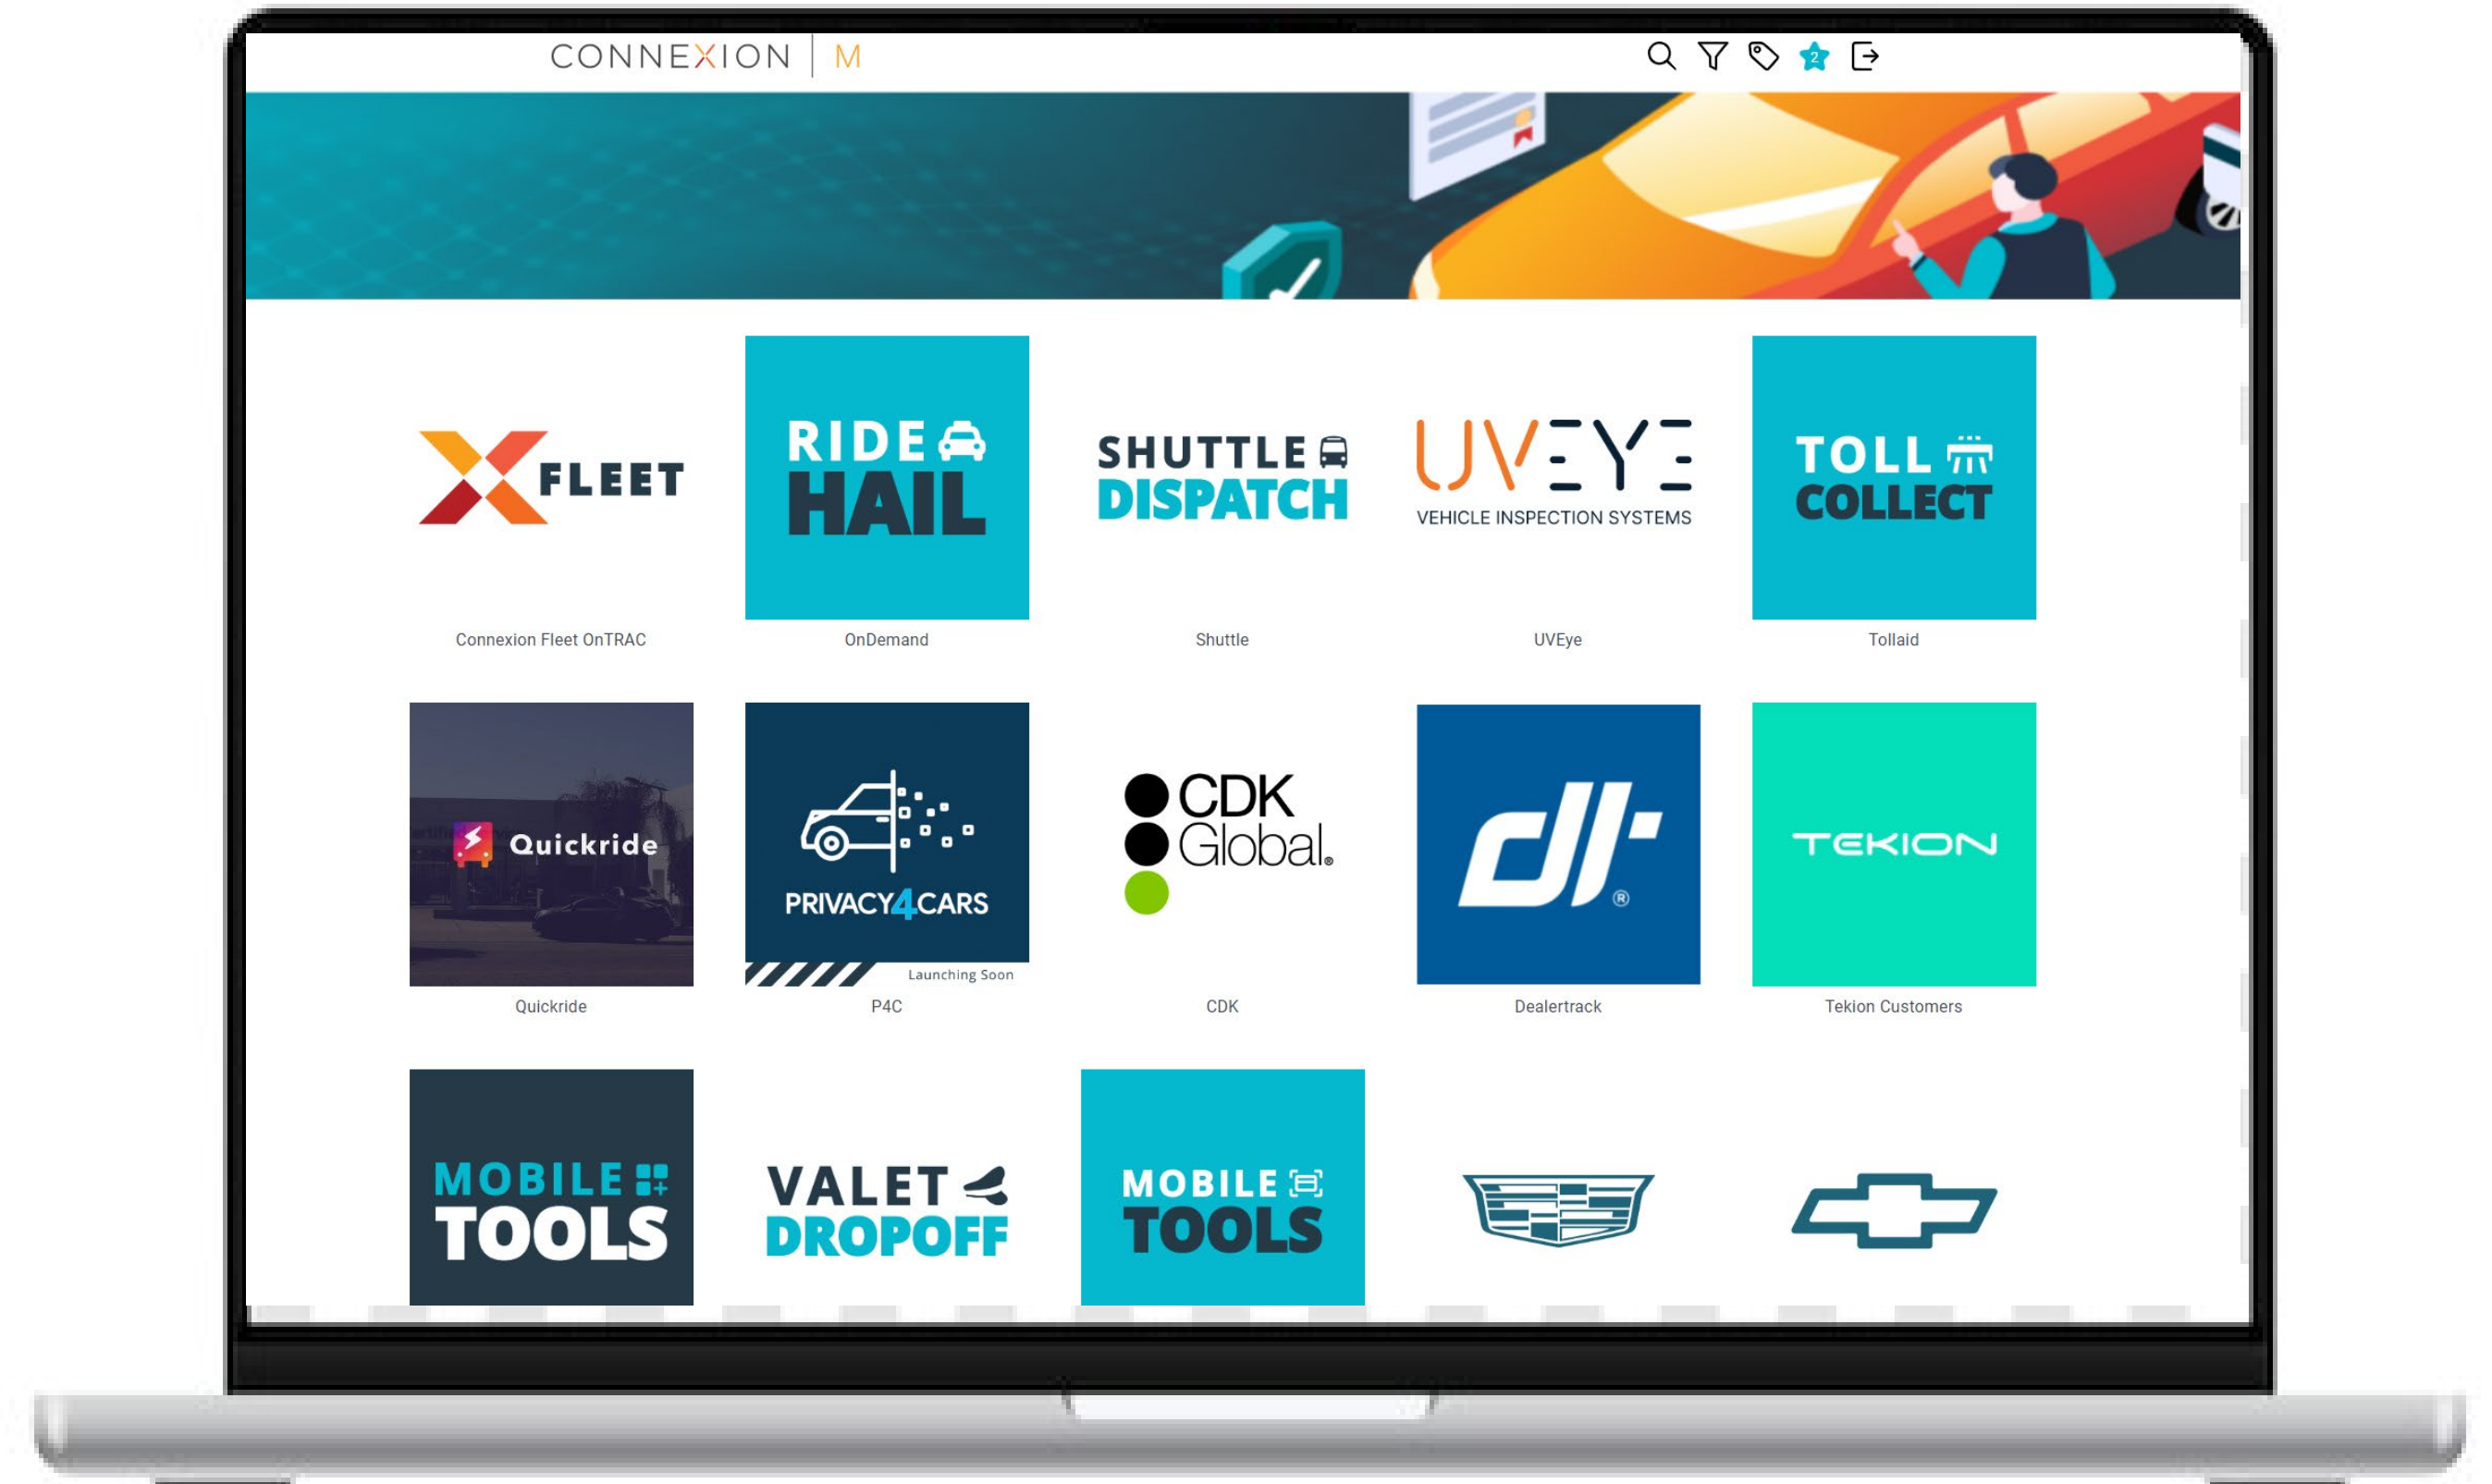 CONNEXION | M
2
FLEET
RIDE
HAIL
SHUTTLE
DISPATCH
UVEYE
VEHICLE INSPECTION SYSTEMS
TOLL
COLLECT
Connexion Fleet OnTRAC
OnDemand
Shuttle
UVEye
Tollaid
Quickride
PRIVACY4CARS
Launching Soon
CDK
Global.®
dt
®
TEKION
Quickride
P4C
CDK
Dealertrack
Tekion Customers
MOBILE
TOOLS
VALET
DROPOFF
MOBILE
TOOLS